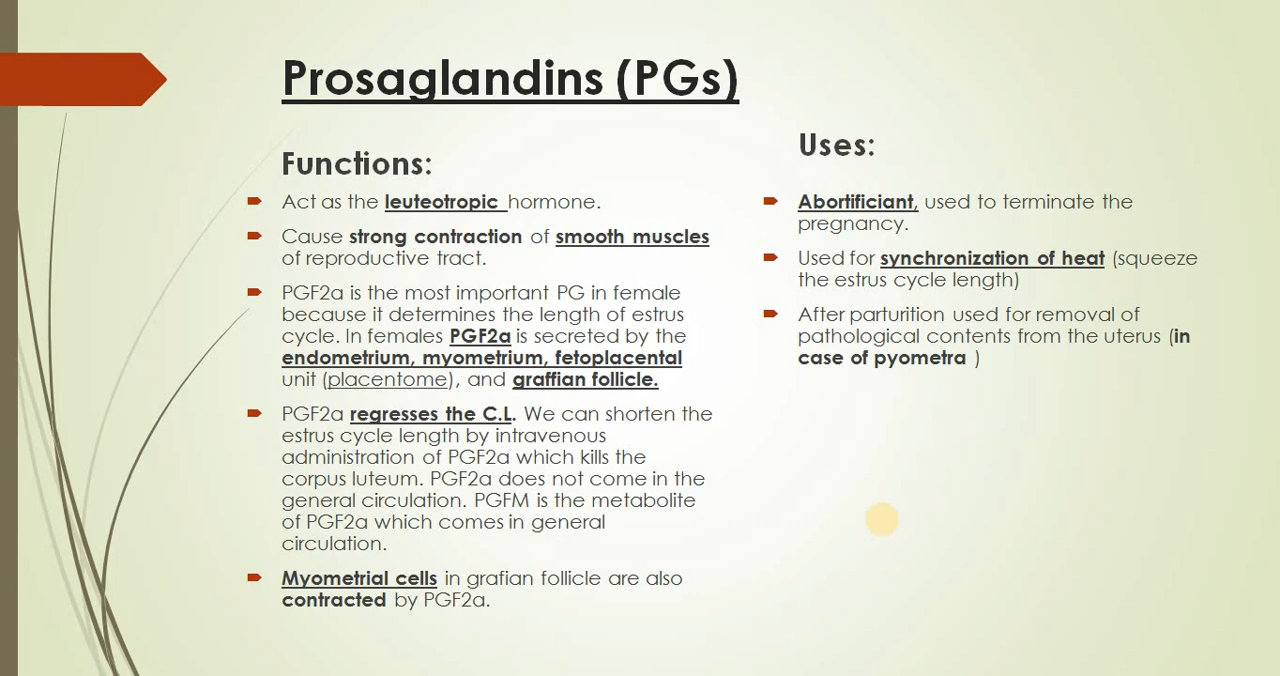 Prosaglandins (PGs)
Functions:
Act as the leuteotropic hormone.
Cause strong contraction of smooth muscles
of reproductive tract.
PGF2a is the most important PG in female
because it determines the length of estrus
cycle. In females PGF2a is secreted by the
endometrium, myometrium, fetoplacental
unit (placentome), and graffian follicle.
PGF2a regresses the C.L. We can shorten the
estrus cycle length by intravenous
administration of PGF2a which kills the
corpus luteum. PGF2a does not come in the
general circulation. PGFM is the metabolite
of PGF2a which comes in general
circulation.
Myometrial cells in grafian follicle are also
contracted by PGF2a.
Uses:
Abortificiant, used to terminate the
pregnancy.
Used for synchronization of heat (squeeze
the estrus cycle length)
After parturition used for removal of
pathological contents from the uterus (in
case of pyometra )